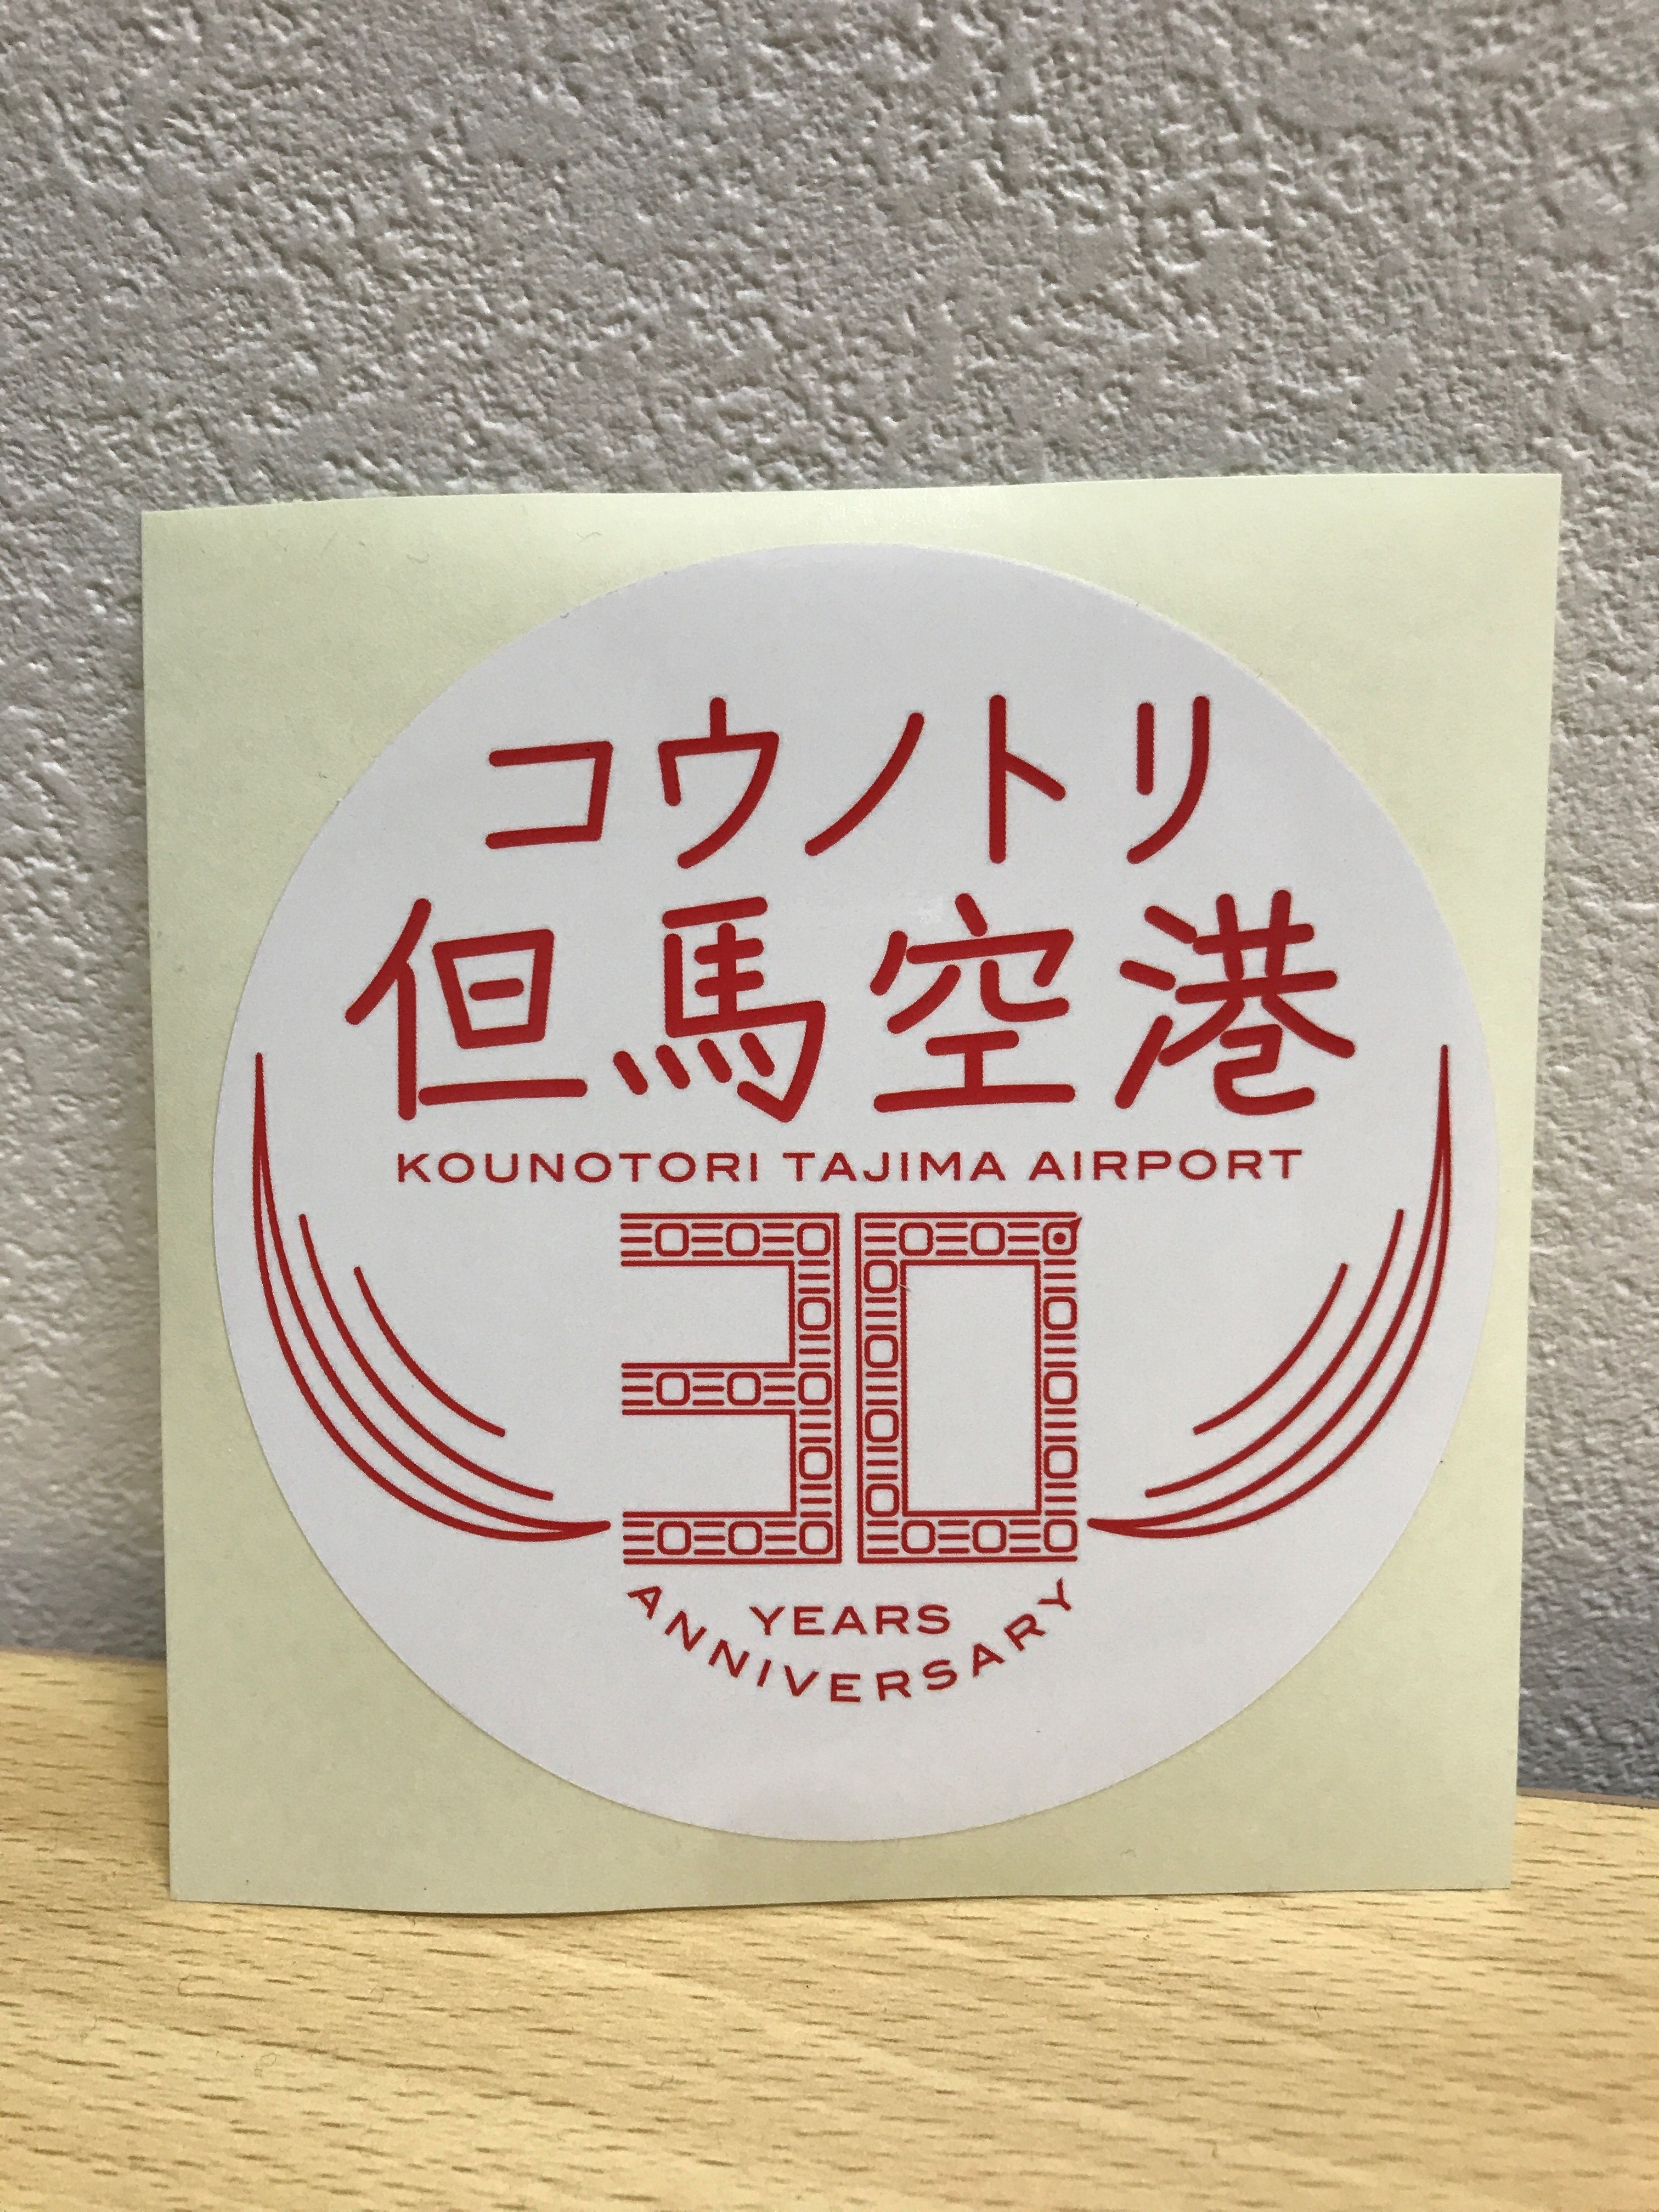 コウノトリ
但馬空港
KOUNOTORI TAJIMA AIRPORT
30
YEARS
ANNIVERSARY